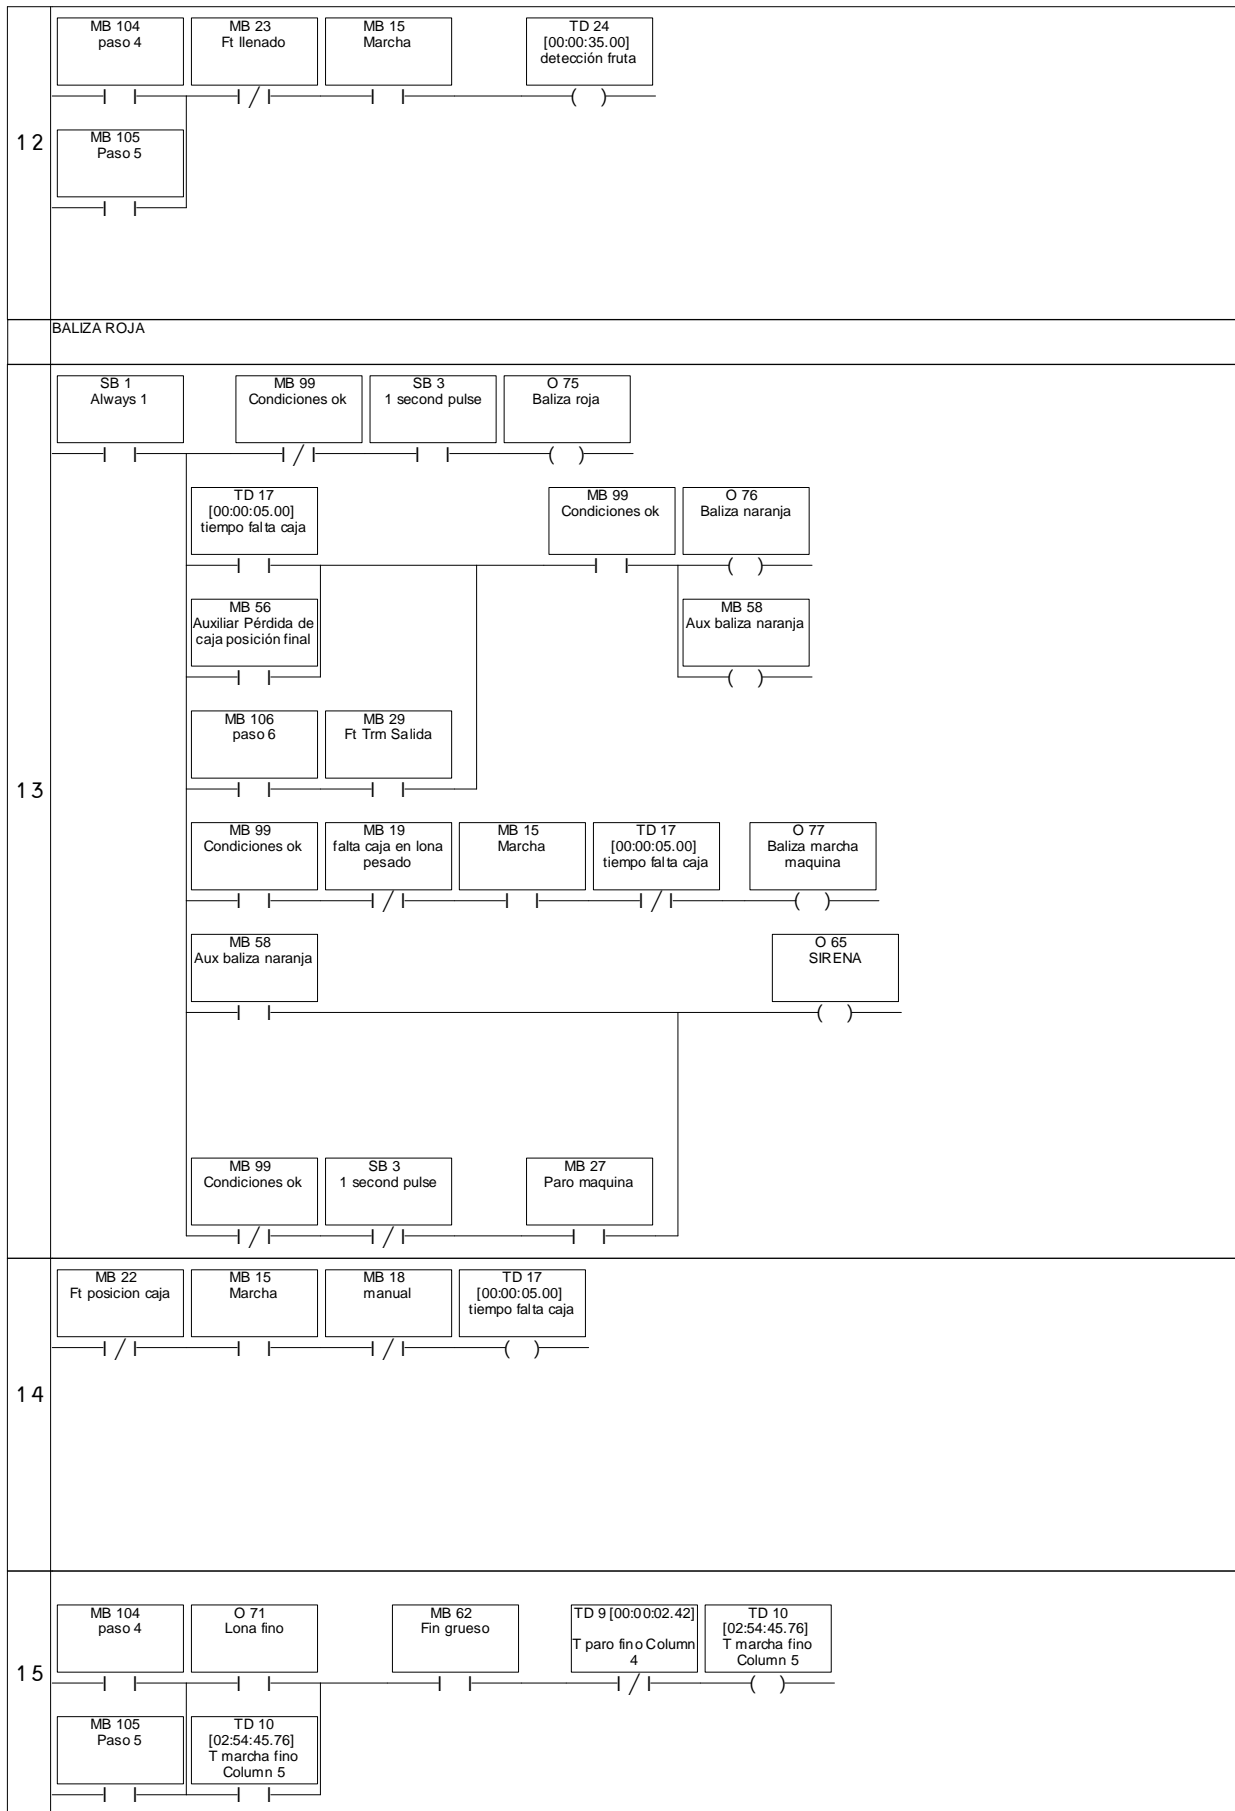 12
MB 104
paso 4
MB 23
Ft llenado
MB 15
Marcha
TD 24
[00:00:35.00]
detección fruta
MB 105
Paso 5
BALIZA ROJA
13
SB 1
Always 1
MB 99
Condiciones ok
SB 3
1 second pulse
O 75
Baliza roja
TD 17
[00:00:05.00]
tiempo falta caja
MB 99
Condiciones ok
O 76
Baliza naranja
MB 56
Auxiliar Pérdida de
caja posición final
MB 58
Aux baliza naranja
MB 106
paso 6
MB 29
Ft Trm Salida
MB 99
Condiciones ok
MB 19
falta caja en lona
pesado
MB 15
Marcha
TD 17
[00:00:05.00]
tiempo falta caja
O 77
Baliza marcha
maquina
MB 58
Aux baliza naranja
O 65
SIRENA
MB 99
Condiciones ok
SB 3
1 second pulse
MB 27
Paro maquina
14
MB 22
Ft posicion caja
MB 15
Marcha
MB 18
manual
TD 17
[00:00:05.00]
tiempo falta caja
15
MB 104
paso 4
O 71
Lona fino
MB 62
Fin grueso
TD 9 [00:00:02.42]
T paro fino Column
4
TD 10
[02:54:45.76]
T marcha fino
Column 5
MB 105
Paso 5
TD 10
[02:54:45.76]
T marcha fino
Column 5